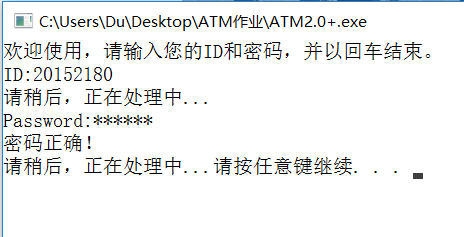 C:\Users\Du\Desktop\ATM作业\ATM2.0+.exe
欢迎使用，请输入您的ID和密码，并以回车结束。
ID:20152180
请稍后，正在处理中...
Password:******
密码正确！
请稍后，正在处理中...请按任意键继续. . .